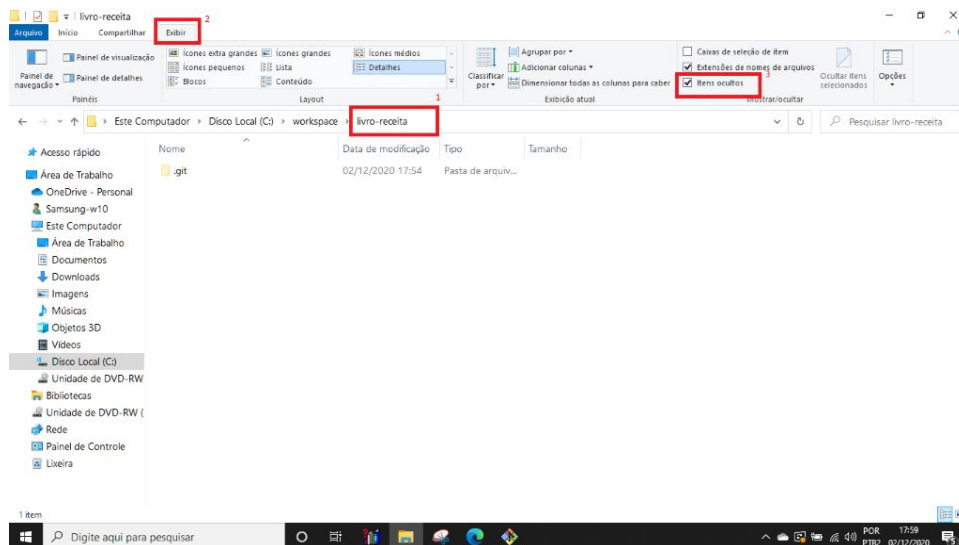 livro-receita
2
Arquivo Início Compartilhar Exibir
Painel de navegação
Painel de visualização
Painel de detalhes
Painéis
Ícones extra grandes Ícones grandes Ícones médios
Ícones pequenos Lista Detalhes
Blocos Conteúdo
Layout
Classificar por
Agrupar por
Adicionar colunas
Dimensionar todas as colunas para caber
Exibição atual
Caixas de seleção de item
Extensões de nomes de arquivos
3
Itens ocultos
Ocultar itens selecionados
Mostrar/ocultar
Opções
1
Este Computador Disco Local (C:) workspace livro-receita
Pesquisar livro-receita
Nome Data de modificação Tipo Tamanho
.git 02/12/2020 17:54 Pasta de arquiv...
Acesso rápido
Área de Trabalho
OneDrive - Personal
Samsung-w10
Este Computador
Área de Trabalho
Documentos
Downloads
Imagens
Músicas
Objetos 3D
Vídeos
Disco Local (C:)
Unidade de DVD-RW
Bibliotecas
Unidade de DVD-RW (
Rede
Painel de Controle
Lixeira
1 item
Digite aqui para pesquisar
POR 17:59
PTB2 02/12/2020